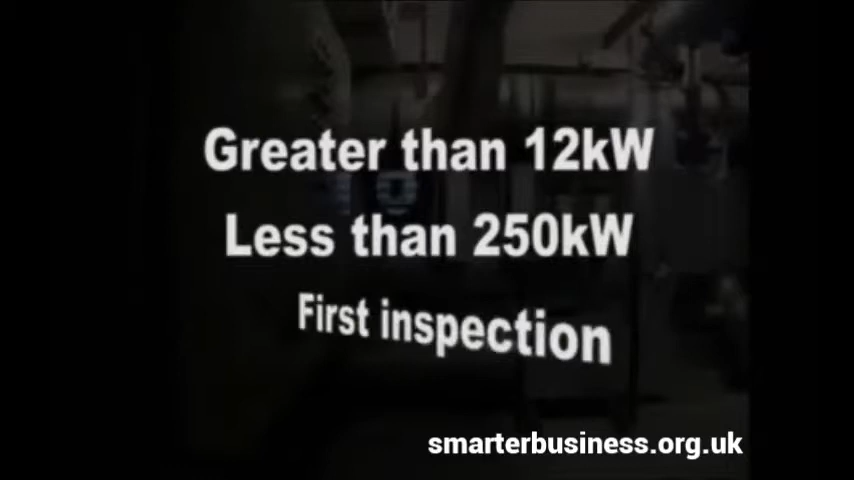 Greater than 12kW
Less than 250kW
First inspection
smarterbusiness.org.uk